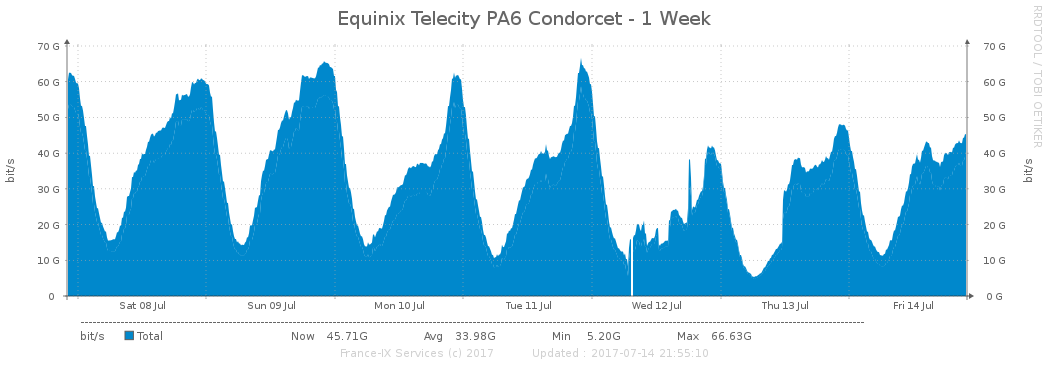 Equinix Telecity PA6 Condorcet - 1 Week
RRDTOOL / TOBI OETIKER
bit/s
70 G
60 G
50 G
40 G
30 G
20 G
10 G
0
70 G
60 G
50 G
40 G
30 G
20 G
10 G
0 G
bit/s
Sat 08 Jul Sun 09 Jul Mon 10 Jul Tue 11 Jul Wed 12 Jul Thu 13 Jul Fri 14 Jul
bit/s Total Now 45.71G Avg 33.98G Min 5.20G Max 66.63G
France-IX Services (c) 2017 Updated : 2017-07-14 21:55:10